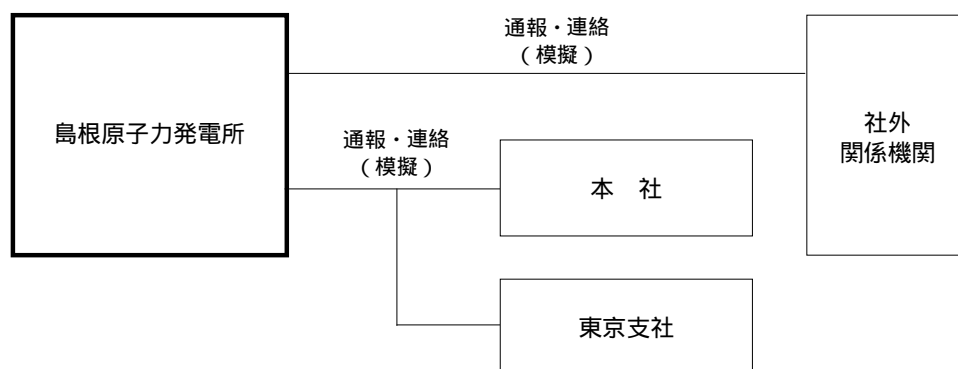 通報・連絡
(模擬)
島根原子力発電所
社外
関係機関
通報・連絡
(模擬)
本　社
東京支社